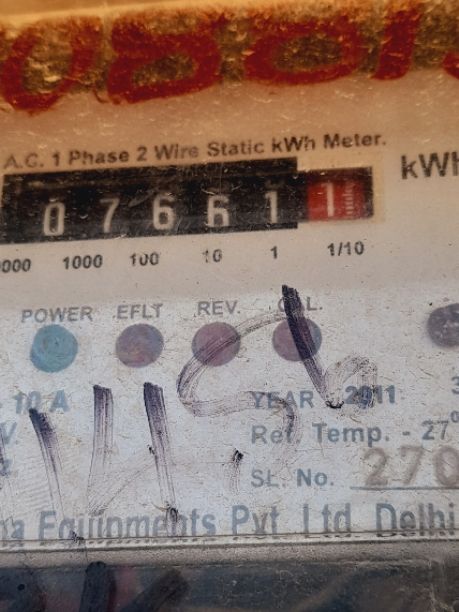 A.C. 1 Phase 2 Wire Static kWh Meter.
kWh
0 7 6 6 1 1
0000 1000 100 10 1 1/10
POWER EFLT REV. CAL.
- 10 A
YEAR - 2011
V.
Ref. Temp. - 27°
z.
SL. No. 270
Equipments Pvt. Ltd. Delhi